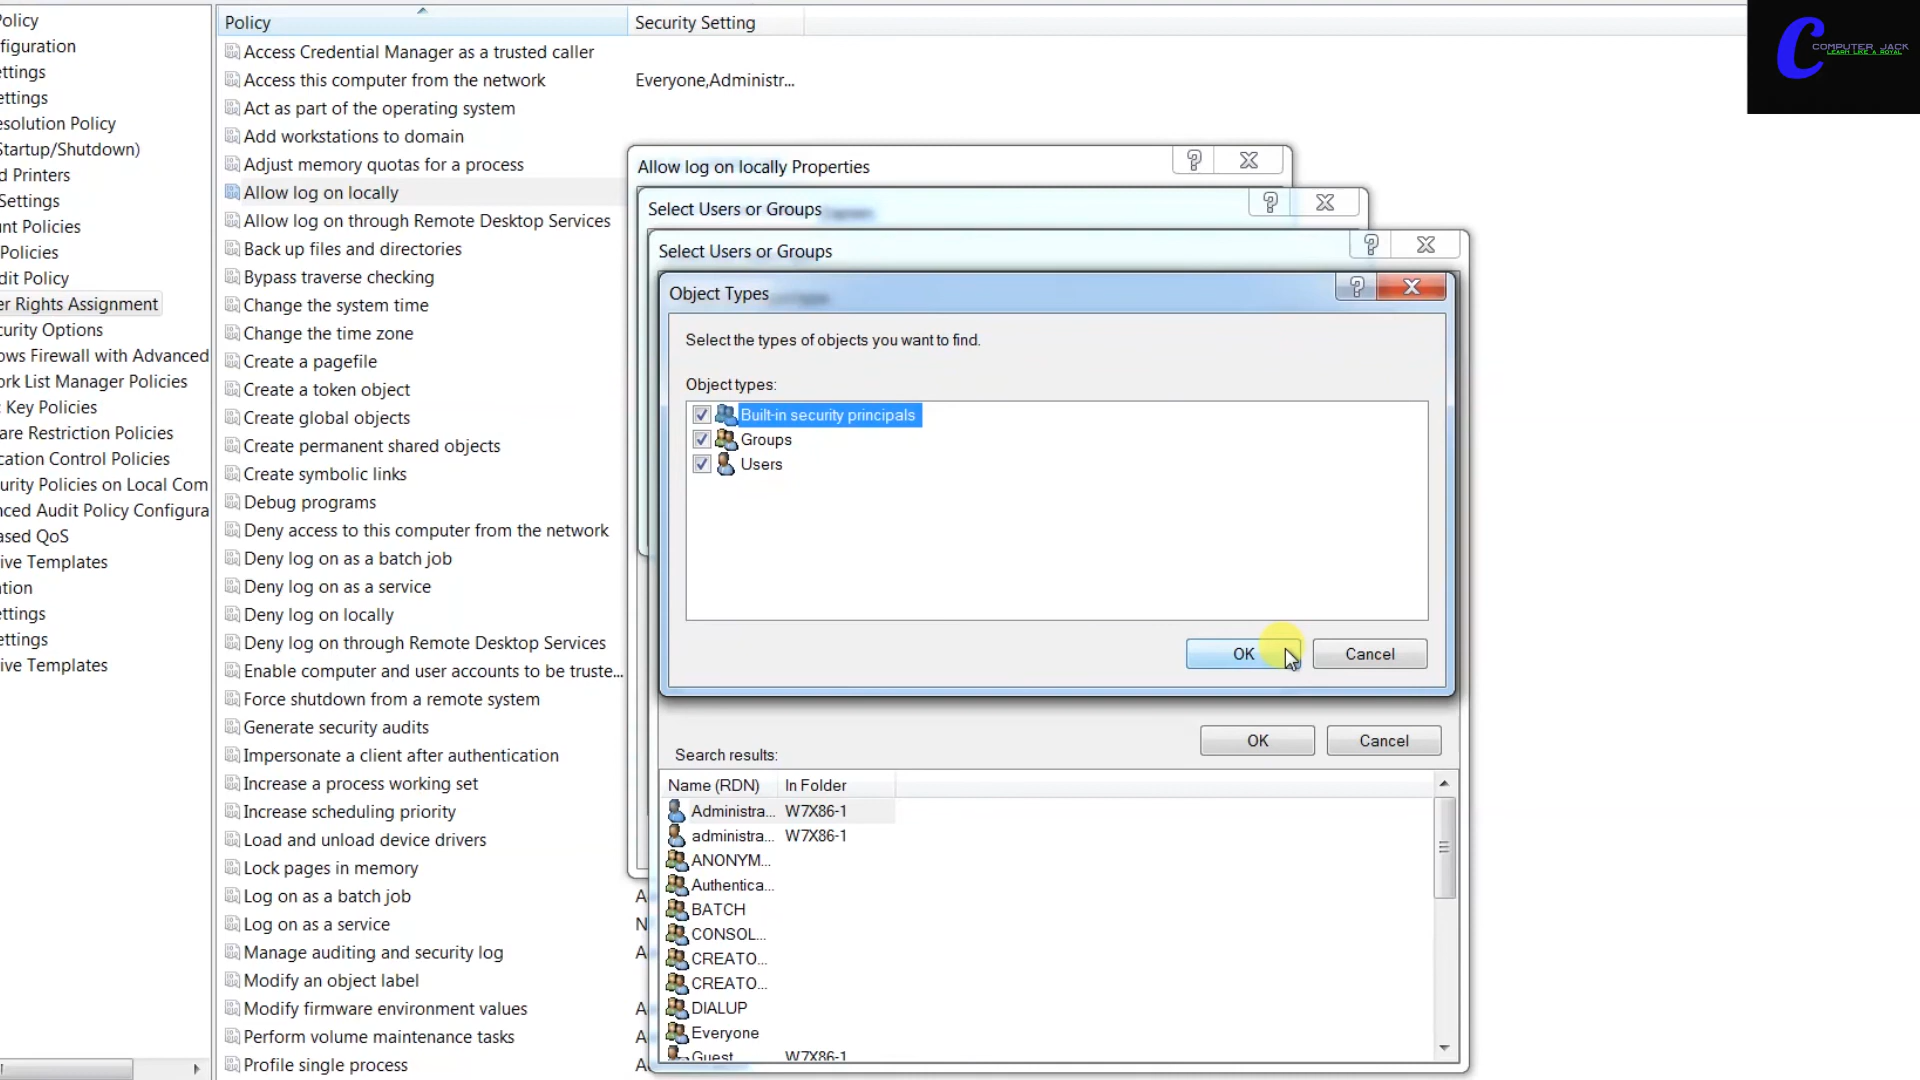 olicy
figuration
ettings
ettings
esolution Policy
Startup/Shutdown)
d Printers
Settings
unt Policies
Policies
dit Policy
er Rights Assignment
curity Options
ows Firewall with Advanced
ork List Manager Policies
c Key Policies
are Restriction Policies
cation Control Policies
urity Policies on Local Com
nced Audit Policy Configura
ased QoS
ive Templates
ation
ettings
ettings
ive Templates
Policy Security Setting
Access Credential Manager as a trusted caller
Access this computer from the network Everyone,Administr...
Act as part of the operating system
Add workstations to domain
Adjust memory quotas for a process
Allow log on locally
Allow log on through Remote Desktop Services
Back up files and directories
Bypass traverse checking
Change the system time
Change the time zone
Create a pagefile
Create a token object
Create global objects
Create permanent shared objects
Create symbolic links
Debug programs
Deny access to this computer from the network
Deny log on as a batch job
Deny log on as a service
Deny log on locally
Deny log on through Remote Desktop Services
Enable computer and user accounts to be truste...
Force shutdown from a remote system
Generate security audits
Impersonate a client after authentication
Increase a process working set
Increase scheduling priority
Load and unload device drivers
Lock pages in memory
Log on as a batch job
Log on as a service
Manage auditing and security log
Modify an object label
Modify firmware environment values
Perform volume maintenance tasks
Profile single process
Allow log on locally Properties
Select Users or Groups
Select Users or Groups
Object Types
Select the types of objects you want to find.
Object types:
Built-in security principals
Groups
Users
OK Cancel
OK Cancel
Search results:
Name (RDN) In Folder
Administra... W7X86-1
administra... W7X86-1
ANONYM...
Authentica...
BATCH
CONSOL...
CREATO...
CREATO...
DIALUP
Everyone
Guest W7X86-1
C COMPUTER JACK
LEARN LIKE A ROYAL